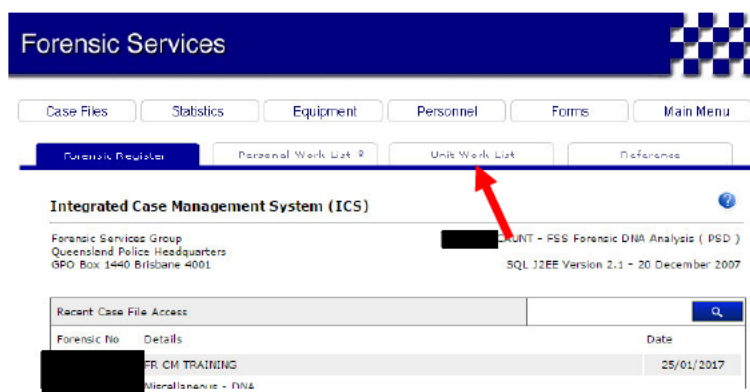 Forensic Services
Case Files Statistics Equipment Personnel Forms Main Menu
Forensic Register Personal Work List Unit Work List Reference
Integrated Case Management System (ICS) ?
Forensic Services Group CAUNT - FSS Forensic DNA Analysis ( PSD )
Queensland Police Headquarters
GPO Box 1440 Brisbane 4001 SQL J2EE Version 2.1 - 20 December 2007
Recent Case File Access
Forensic No Details Date
FR CM TRAINING 25/01/2017
Miscellaneous - DNA